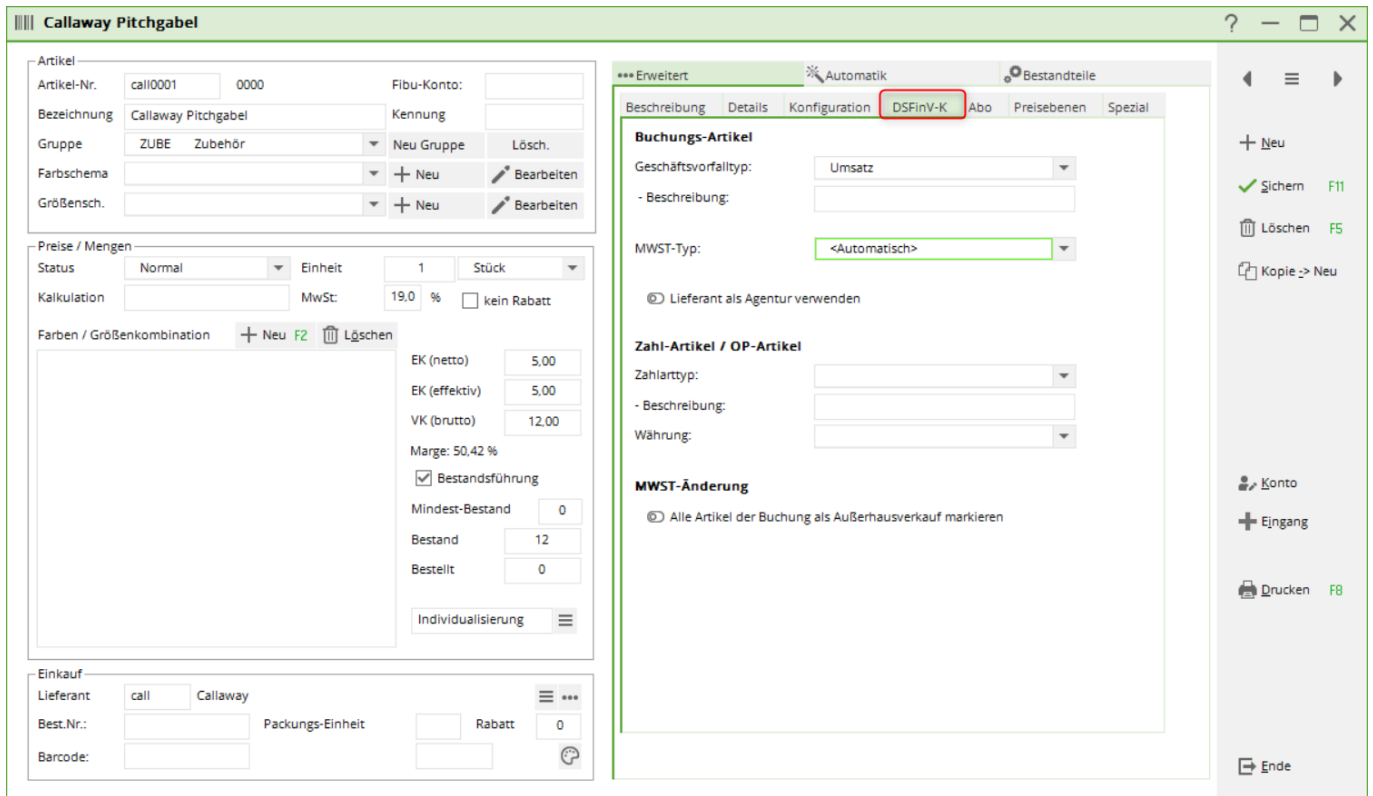 Callaway Pitchgabel
?
Artikel
Artikel-Nr. call0001 0000 Fibu-Konto:
Bezeichnung Callaway Pitchgabel Kennung
Gruppe ZUBE Zubehör Neu Gruppe Lösch.
Farbschema Neu Bearbeiten
Größensch. Neu Bearbeiten
Preise / Mengen
Status Normal Einheit 1 Stück
Kalkulation MwSt: 19,0 % kein Rabatt
Farben / Größenkombination Neu F2 Löschen
EK (netto) 5,00
EK (effektiv) 5,00
VK (brutto) 12,00
Marge: 50,42 %
Bestandsführung
Mindest-Bestand 0
Bestand 12
Bestellt 0
Individualisierung
Einkauf
Lieferant call Callaway
Best.Nr.: Packungs-Einheit Rabatt 0
Barcode:
Erweitert Automatik Bestandteile
Beschreibung Details Konfiguration DSFinV-K Abo Preisebenen Spezial
Buchungs-Artikel
Geschäftsvorfalltyp: Umsatz
- Beschreibung:
MWST-Typ: <Automatisch>
Lieferant als Agentur verwenden
Zahl-Artikel / OP-Artikel
Zahlarttyp:
- Beschreibung:
Währung:
MWST-Änderung
Alle Artikel der Buchung als Außerhausverkauf markieren
Neu
Sichern F11
Löschen F5
Kopie -> Neu
Konto
Eingang
Drucken F8
Ende